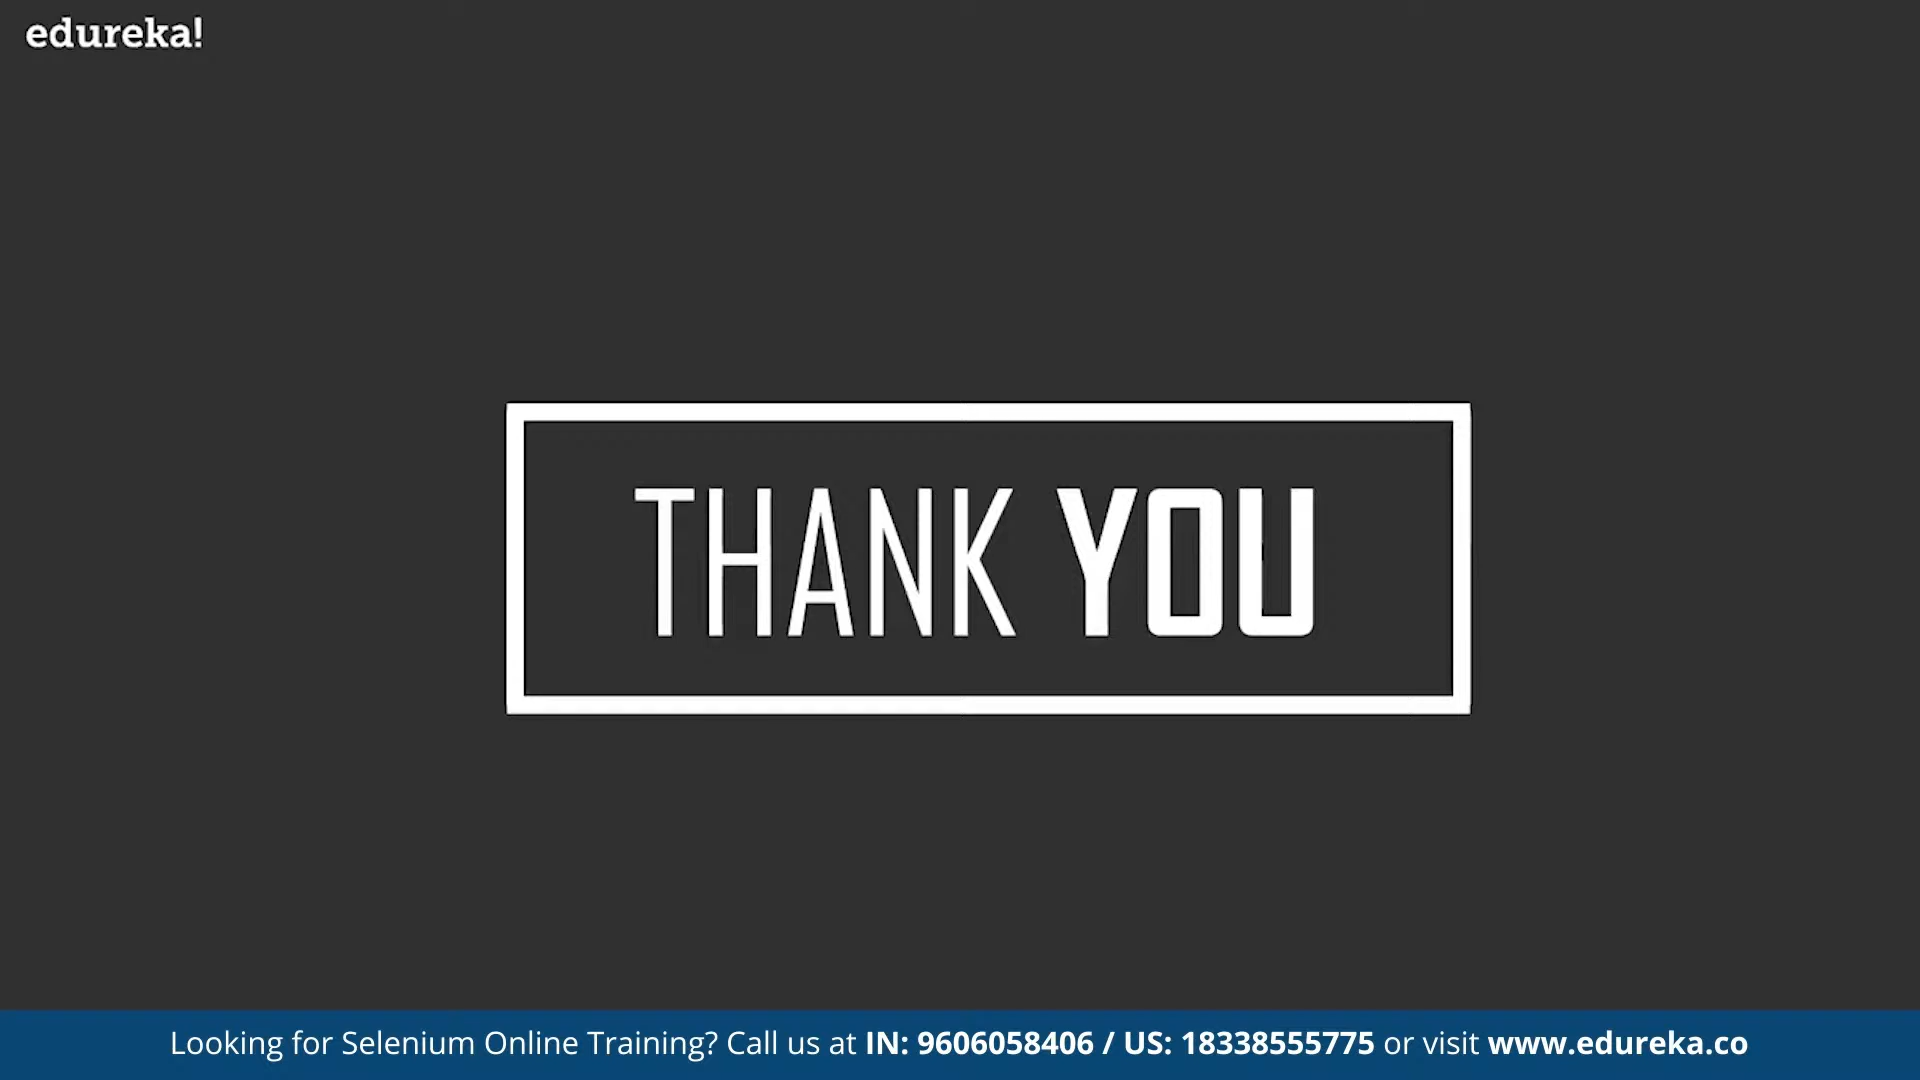 edureka!
THANK YOU
Looking for Selenium Online Training? Call us at IN: 9606058406 / US: 18338555775 or visit www.edureka.co